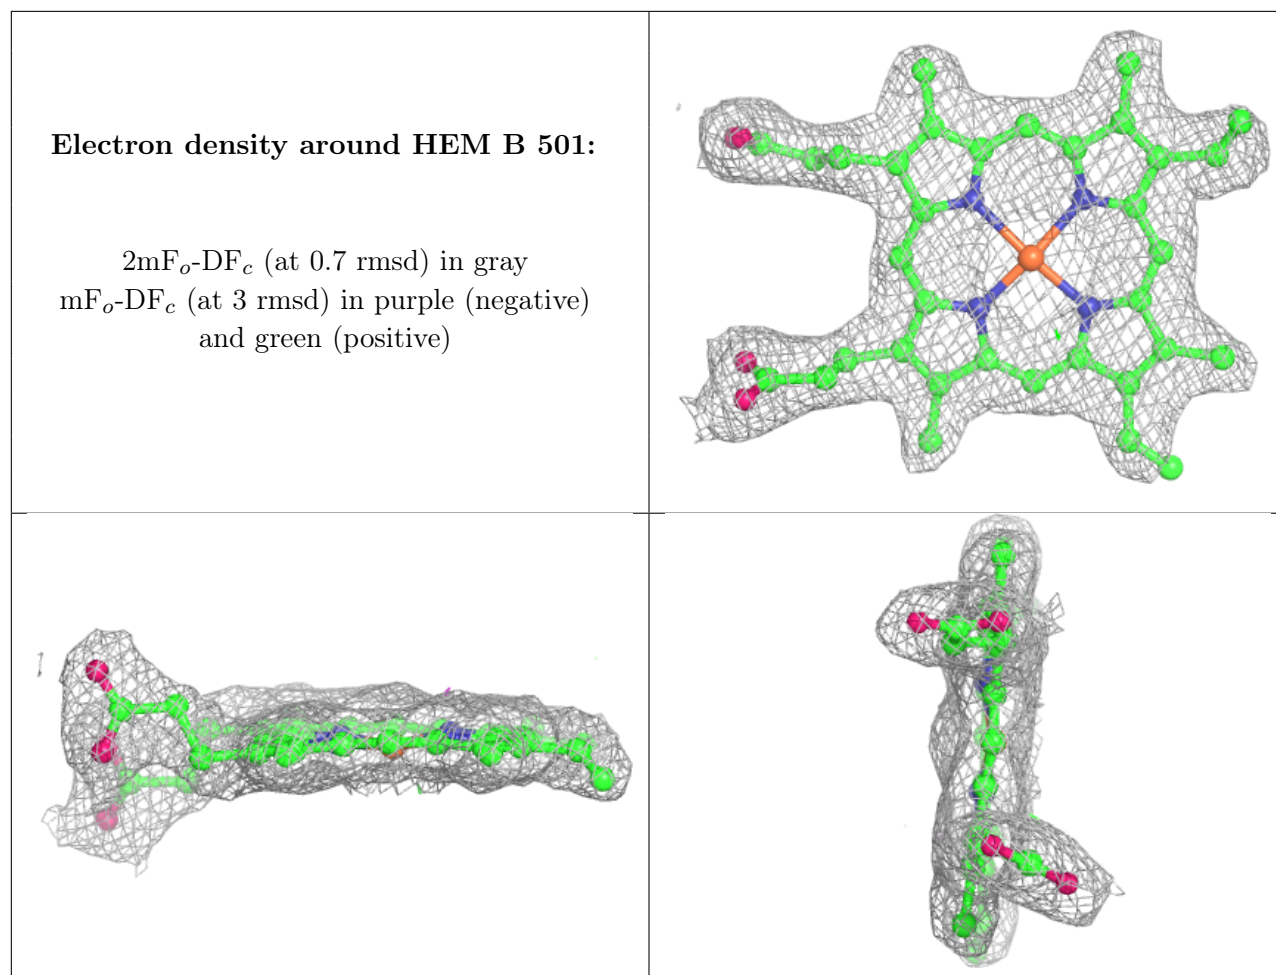 Electron density around HEM B 501:
2mFo-DFc (at 0.7 rmsd) in gray
mFo-DFc (at 3 rmsd) in purple (negative)
and green (positive)